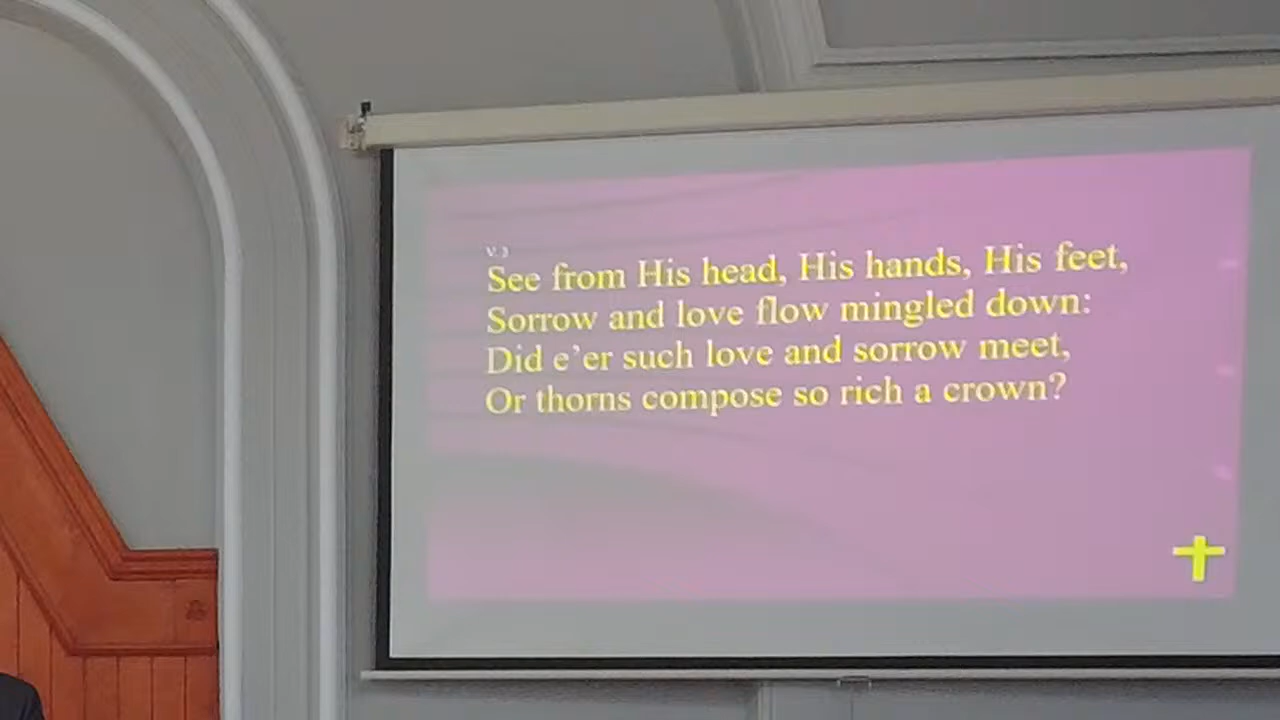 V. 3
See from His head, His hands, His feet,
Sorrow and love flow mingled down:
Did e’er such love and sorrow meet,
Or thorns compose so rich a crown?